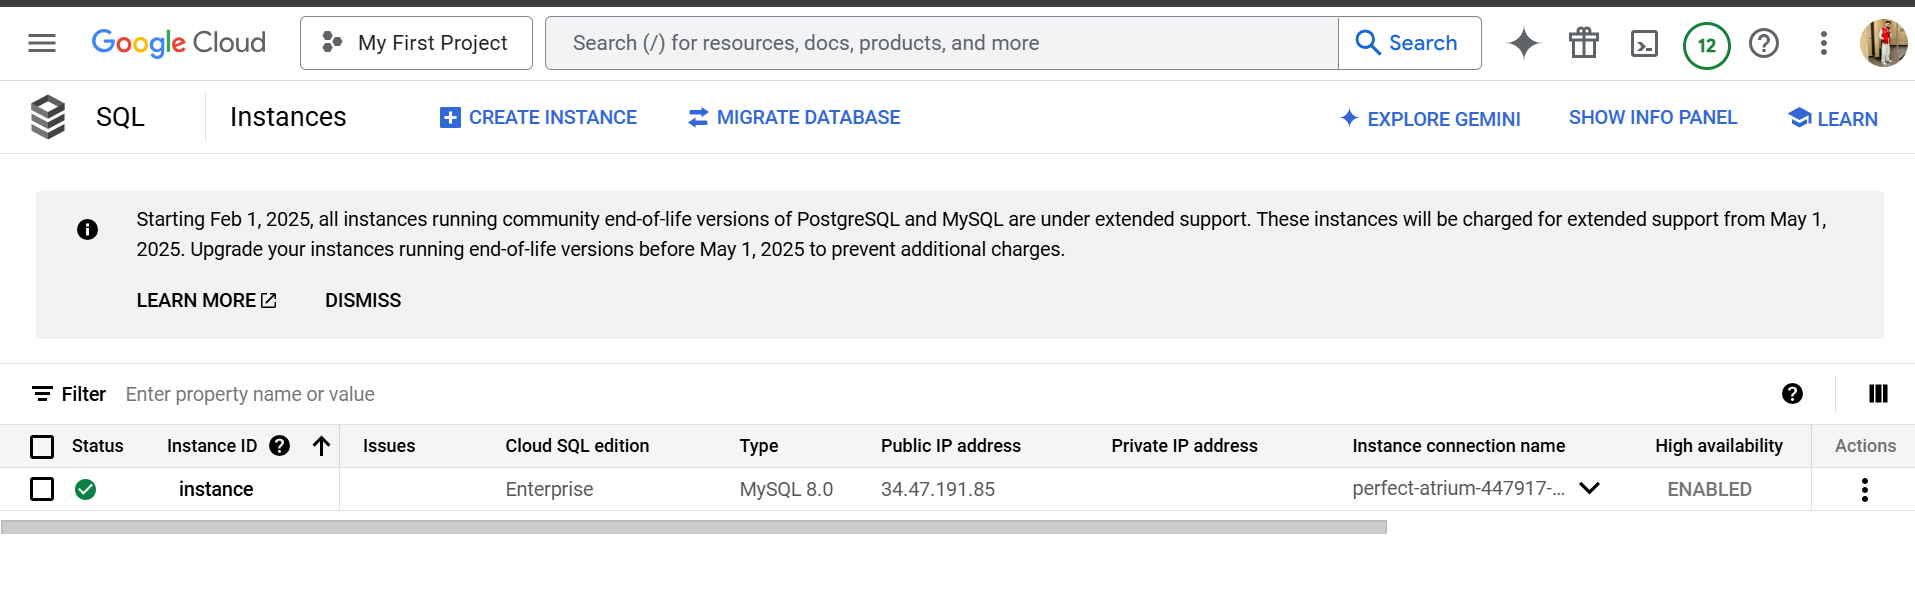 Google Cloud
My First Project
Search (/) for resources, docs, products, and more
Search
12
SQL
Instances
CREATE INSTANCE
MIGRATE DATABASE
EXPLORE GEMINI
SHOW INFO PANEL
LEARN
Starting Feb 1, 2025, all instances running community end-of-life versions of PostgreSQL and MySQL are under extended support. These instances will be charged for extended support from May 1,
2025. Upgrade your instances running end-of-life versions before May 1, 2025 to prevent additional charges.
LEARN MORE
DISMISS
Filter Enter property name or value
Status Instance ID Issues Cloud SQL edition Type Public IP address Private IP address Instance connection name High availability Actions
instance Enterprise MySQL 8.0 34.47.191.85 perfect-atrium-447917-... ENABLED